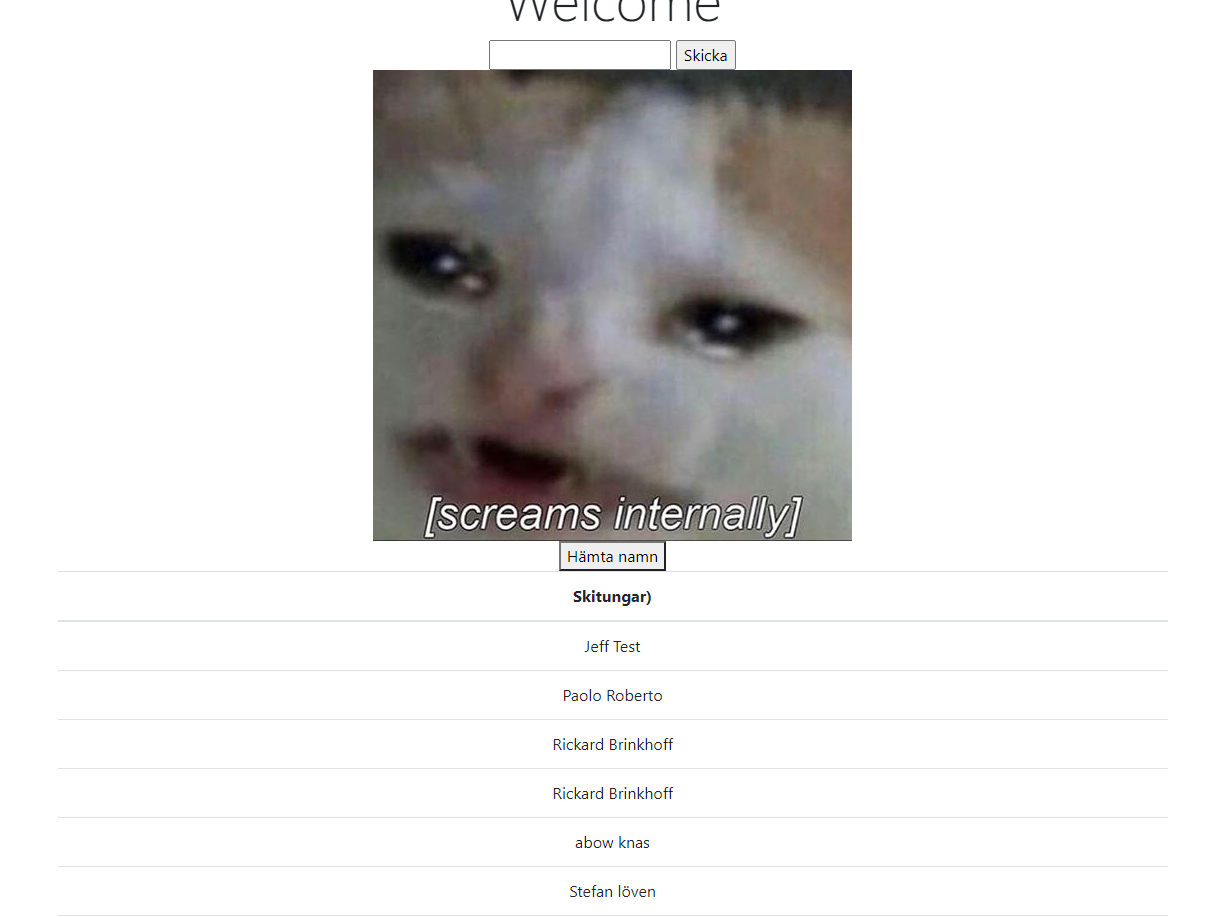 Welcome
Skicka
[screams internally]
Hämta namn
Skitungar)
Jeff Test
Paolo Roberto
Rickard Brinkhoff
Rickard Brinkhoff
abow knas
Stefan löven